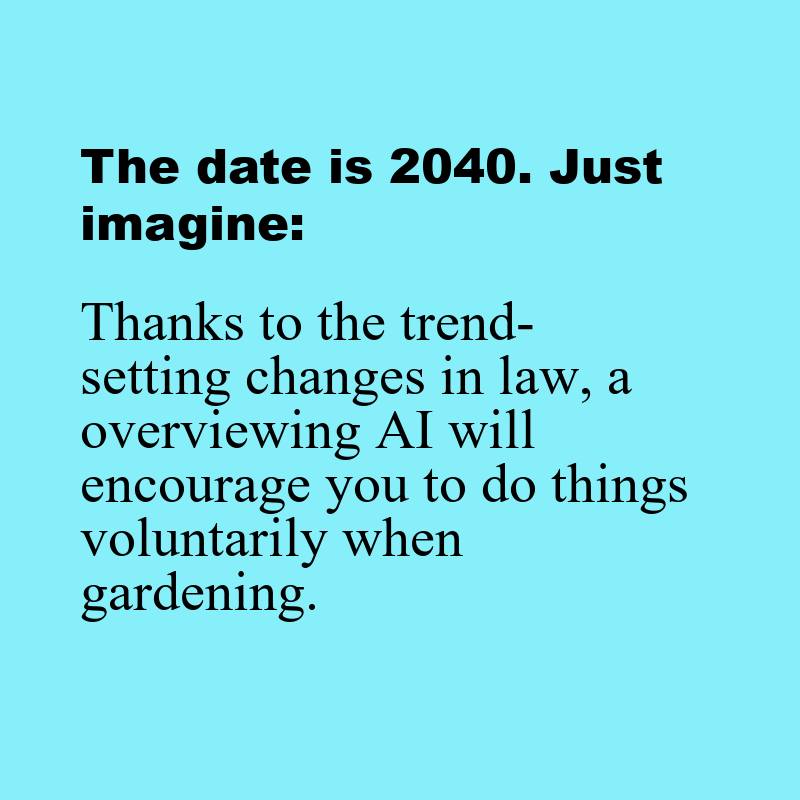 The date is 2040. Just
imagine:
Thanks to the trend-
setting changes in law, a
overviewing AI will
encourage you to do things
voluntarily when
gardening.